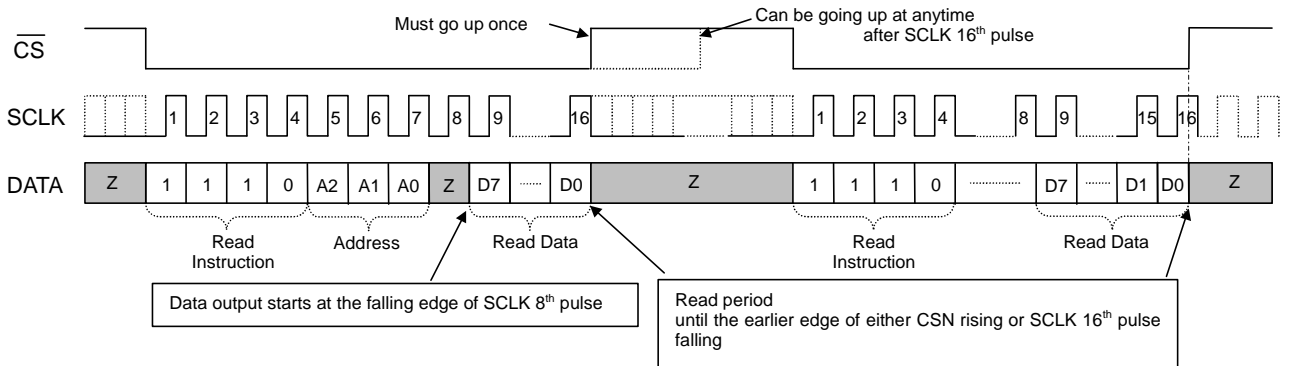 Must go up once
Can be going up at anytime
after SCLK 16th pulse
CS
SCLK
1 2 3 4 5 6 7 8 9 16 1 2 3 4 8 9 15 16
DATA
Z 1 1 1 0 A2 A1 A0 Z D7 ...... D0 Z 1 1 1 0 ............... D7 ...... D1 D0 Z
Read
Instruction
Address
Read Data
Read
Instruction
Read Data
Data output starts at the falling edge of SCLK 8th pulse
Read period
until the earlier edge of either CSN rising or SCLK 16th pulse
falling